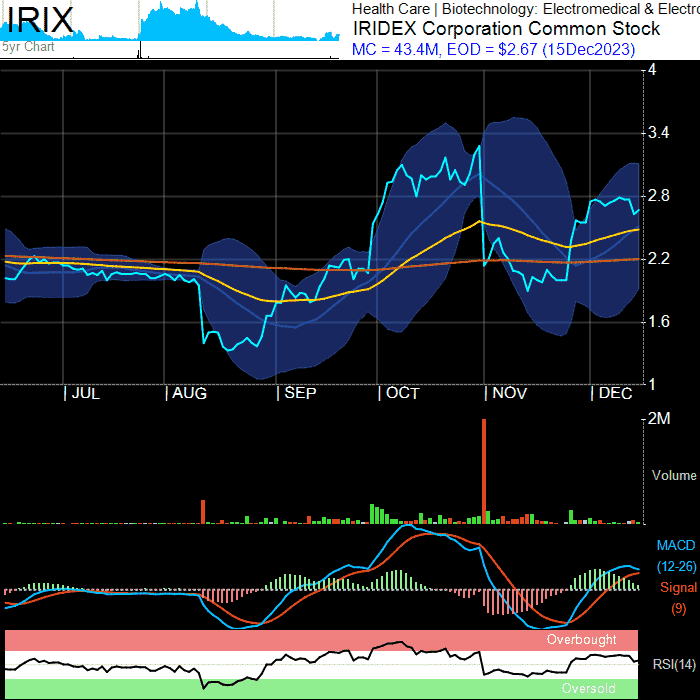 IRIX
5yr Chart
Health Care | Biotechnology: Electromedical & Electro
IRIDEX Corporation Common Stock
MC = 43.4M, EOD = $2.67 (15Dec2023)
4
3.4
2.8
2.2
1.6
1
| JUL | AUG | SEP | OCT | NOV | DEC
2M
Volume
MACD
(12-26)
Signal
(9)
Overbought
RSI(14)
Oversold